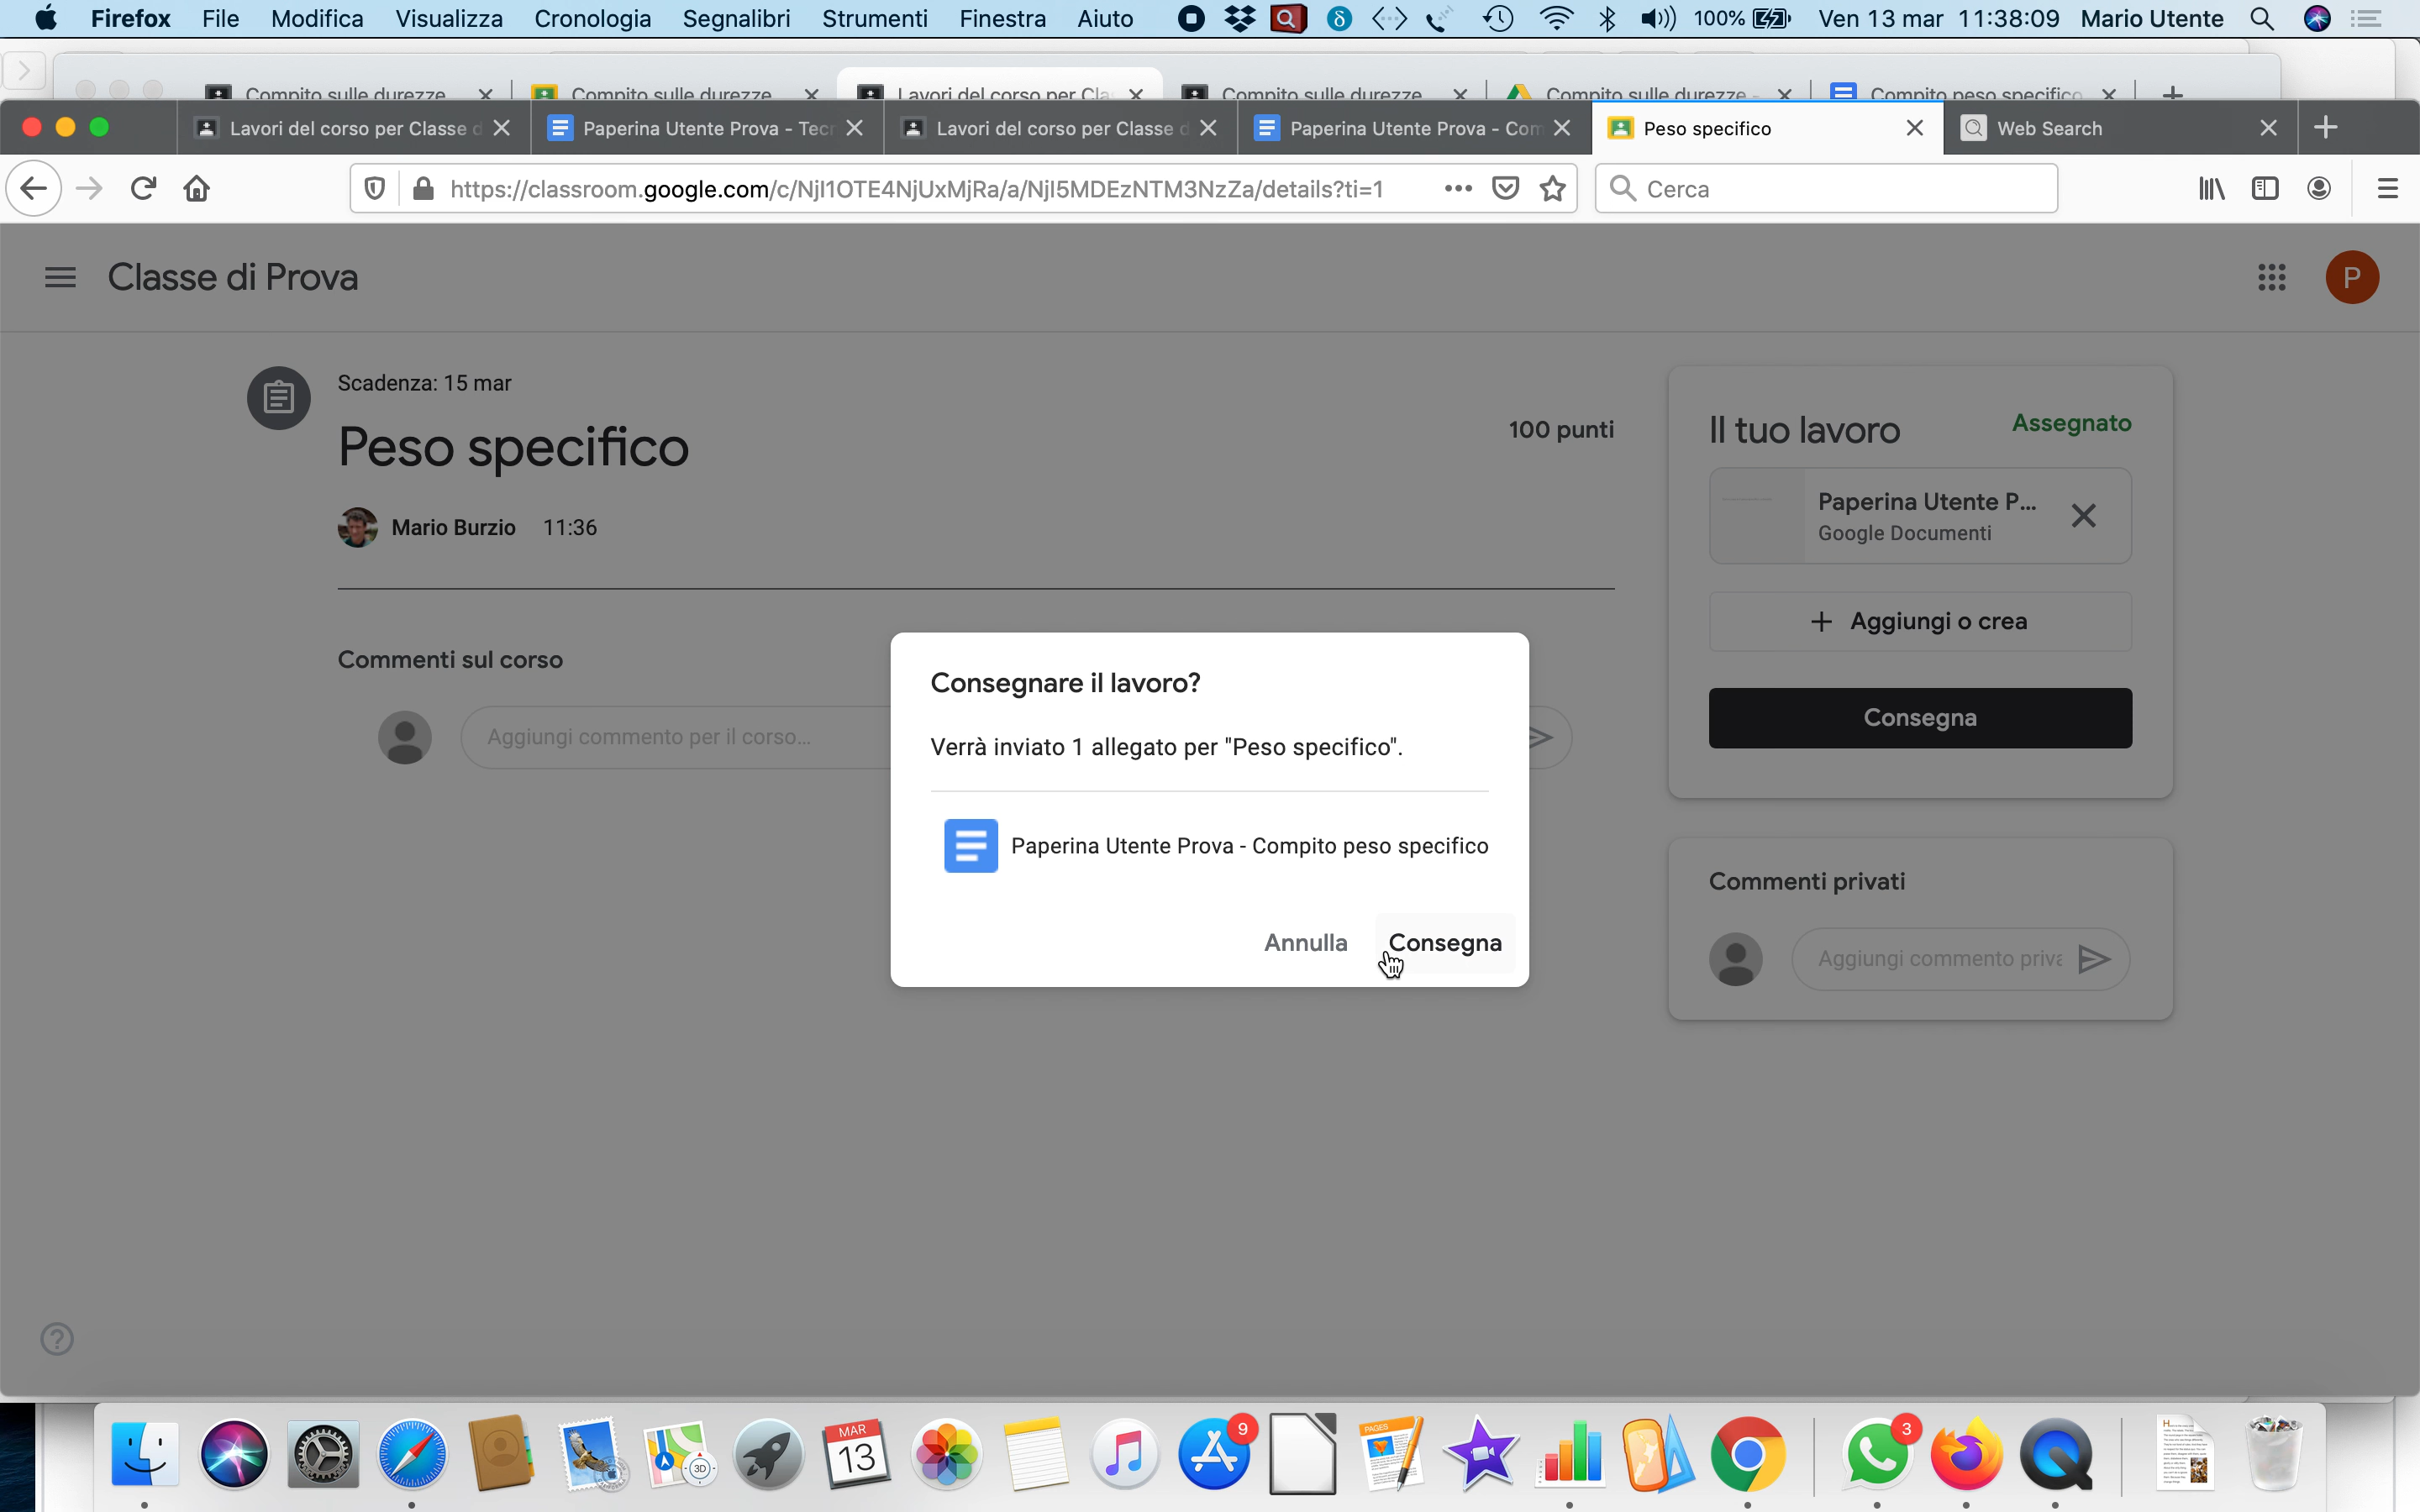 Firefox File Modifica Visualizza Cronologia Segnalibri Strumenti Finestra Aiuto 100% Ven 13 mar 11:38:09 Mario Utente
Compito sulle durezze Compito sulle durezze Lavori del corso per Cla Compito sulle durezze Compito sulle durezze - Compito peso specifico
Lavori del corso per Classe d Paperina Utente Prova - Tecr Lavori del corso per Classe d Paperina Utente Prova - Com Peso specifico Web Search
https://classroom.google.com/c/NjI1OTE4NjUxMjRa/a/NjI5MDEzNTM3NzZa/details?ti=1 Cerca
Classe di Prova P
Scadenza: 15 mar
Peso specifico
100 punti
Mario Burzio 11:36
Commenti sul corso
Aggiungi commento per il corso...
Il tuo lavoro Assegnato
Paperina Utente P...
Google Documenti
+ Aggiungi o crea
Consegna
Commenti privati
Aggiungi commento priva
Consegnare il lavoro?
Verrà inviato 1 allegato per "Peso specifico".
Paperina Utente Prova - Compito peso specifico
Annulla Consegna
3D
MAR
13
9
PAGES
3